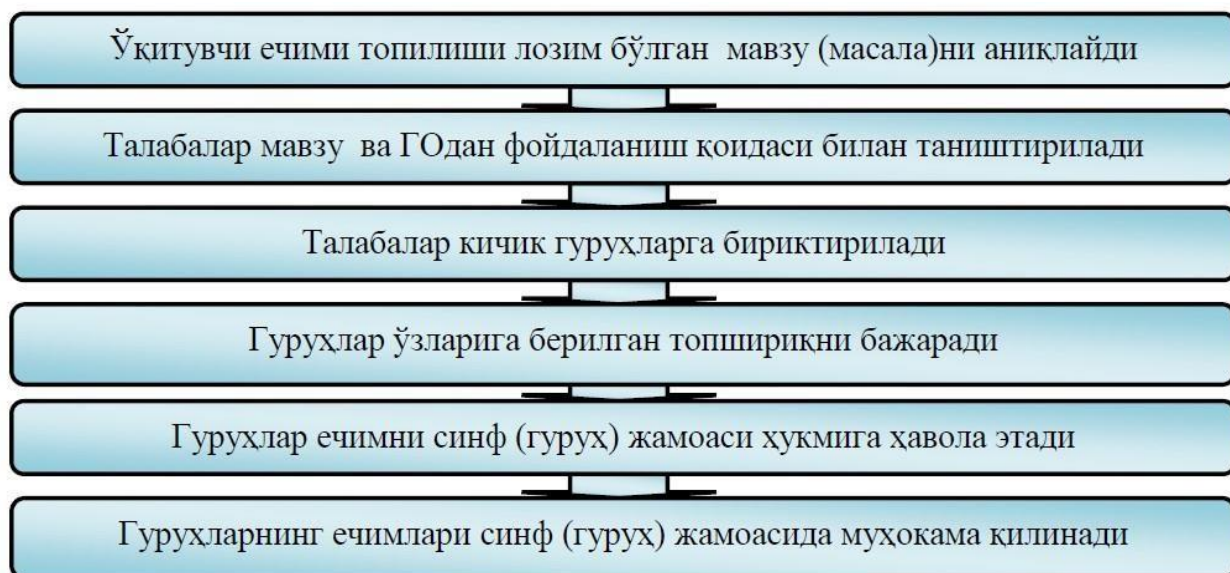 Ўқитувчи ечими топилиши лозим бўлган мавзу (масала)ни аниқлайди
Талабалар мавзу ва ГОдан фойдаланиш қоидаси билан таништирилади
Талабалар кичик гуруҳларга бириктирилади
Гуруҳлар ўзларига берилган топшириқни бажаради
Гуруҳлар ечимни синф (гуруҳ) жамоаси ҳукмига ҳавола этади
Гуруҳларнинг ечимлари синф (гуруҳ) жамоасида муҳокама қилинади